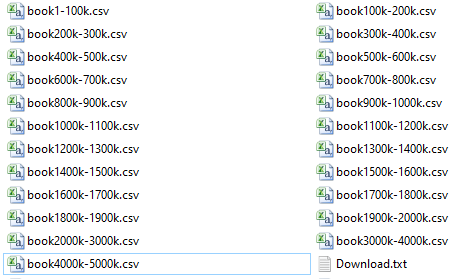 book1-100k.csv
book100k-200k.csv
book200k-300k.csv
book300k-400k.csv
book400k-500k.csv
book500k-600k.csv
book600k-700k.csv
book700k-800k.csv
book800k-900k.csv
book900k-1000k.csv
book1000k-1100k.csv
book1100k-1200k.csv
book1200k-1300k.csv
book1300k-1400k.csv
book1400k-1500k.csv
book1500k-1600k.csv
book1600k-1700k.csv
book1700k-1800k.csv
book1800k-1900k.csv
book1900k-2000k.csv
book2000k-3000k.csv
book3000k-4000k.csv
book4000k-5000k.csv
Download.txt